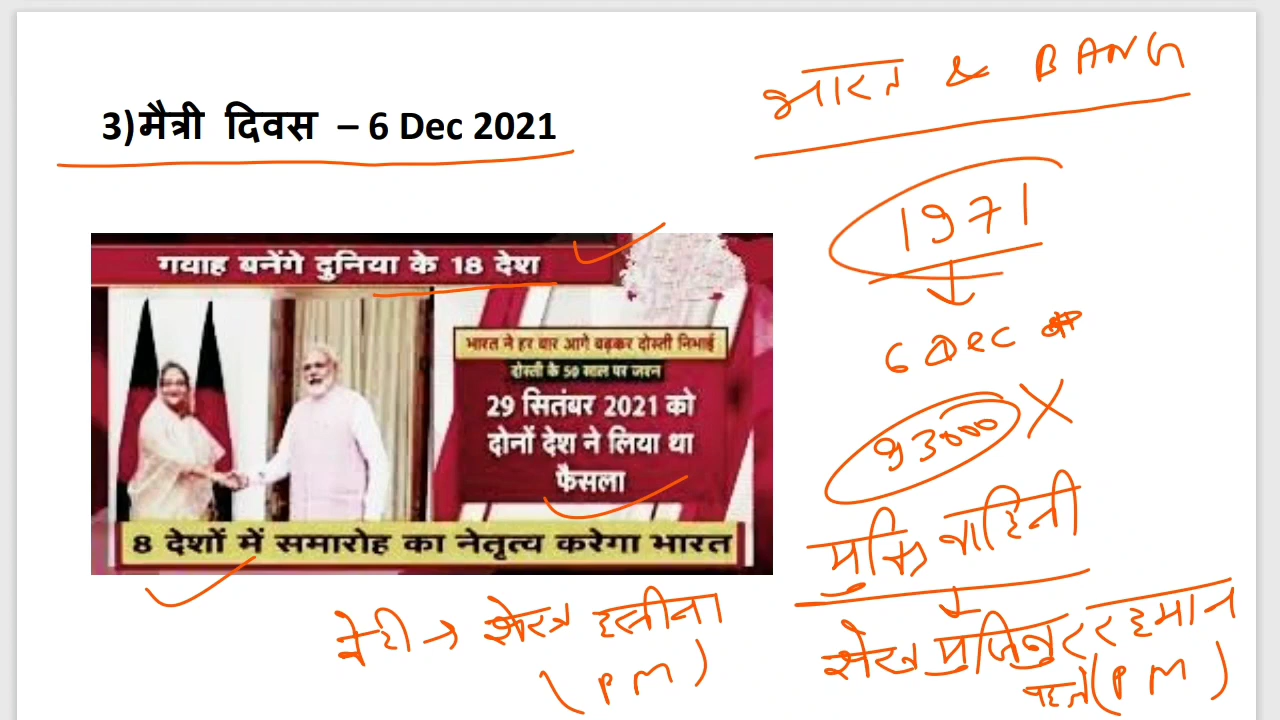 3)मैत्री दिवस – 6 Dec 2021
भारत & BANG
1971
6 Dec
93000 X
मुक्ति वाहिनी
शेख मुजिबुर रहमान
पहले (PM)
गयाह बनेंगे दुनिया के 18 देश
भारत ने हर बार आगे बढ़कर दोस्ती निभाई
दोस्ती के 50 साल पर जश्न
29 सितंबर 2021 को
दोनों देश ने लिया था
फैसला
8 देशों में समारोह का नेतृत्व करेगा भारत
बेटी → शेख हसीना
(PM)